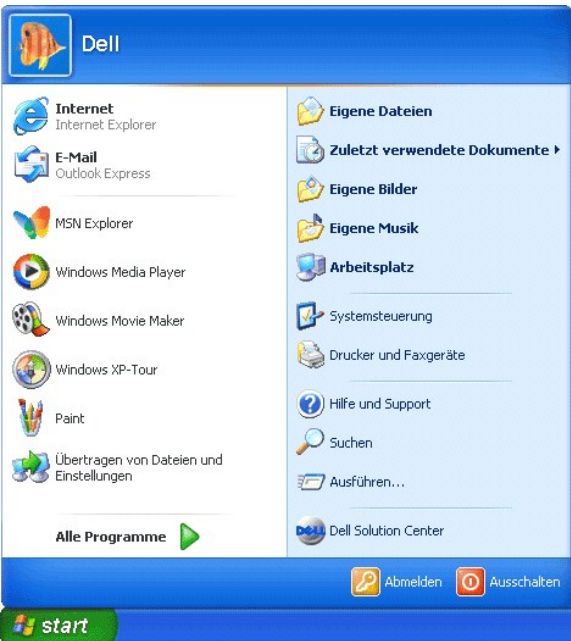 Dell
Internet
Internet Explorer
E-Mail
Outlook Express
MSN Explorer
Windows Media Player
Windows Movie Maker
Windows XP-Tour
Paint
Übertragen von Dateien und
Einstellungen
Alle Programme
Eigene Dateien
Zuletzt verwendete Dokumente
Eigene Bilder
Eigene Musik
Arbeitsplatz
Systemsteuerung
Drucker und Faxgeräte
Hilfe und Support
Suchen
Ausführen...
DELL Dell Solution Center
Abmelden
Ausschalten
start